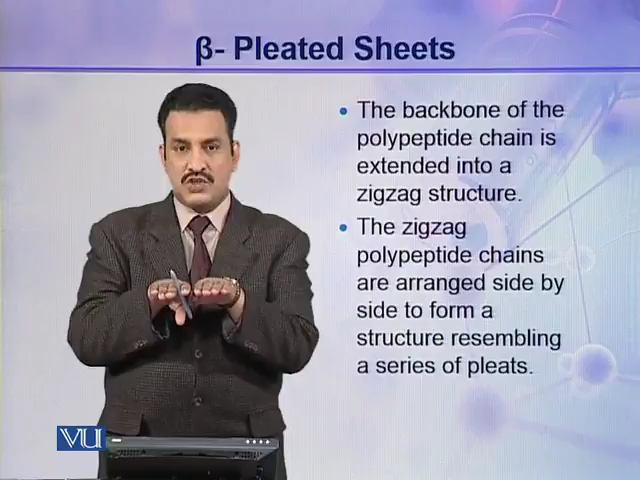 β- Pleated Sheets
• The backbone of the
polypeptide chain is
extended into a
zigzag structure.
• The zigzag
polypeptide chains
are arranged side by
side to form a
structure resembling
a series of pleats.
VU